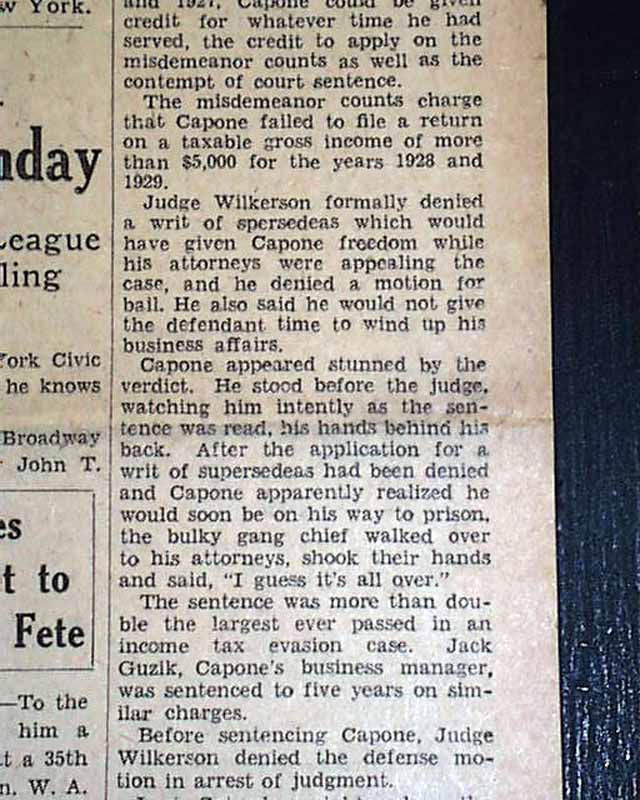 w York.
nday
League
ling
York Civic
he knows
Broadway
John T.
es
t to
Fete
—To the
him a
at a 35th
n. W. A.
and 1927, Capone could be given
credit for whatever time he had
served, the credit to apply on the
misdemeanor counts as well as the
contempt of court sentence.
The misdemeanor counts charge
that Capone failed to file a return
on a taxable gross income of more
than $5,000 for the years 1928 and
1929.
Judge Wilkerson formally denied
a writ of spersedeas which would
have given Capone freedom while
his attorneys were appealing the
case, and he denied a motion for
bail. He also said he would not give
the defendant time to wind up his
business affairs.
Capone appeared stunned by the
verdict. He stood before the judge,
watching him intently as the sen-
tence was read, his hands behind his
back. After the application for a
writ of supersedeas had been denied
and Capone apparently realized he
would soon be on his way to prison,
the bulky gang chief walked over
to his attorneys, shook their hands
and said, "I guess it's all over."
The sentence was more than dou-
ble the largest ever passed in an
income tax evasion case. Jack
Guzik, Capone's business manager,
was sentenced to five years on sim-
ilar charges.
Before sentencing Capone, Judge
Wilkerson denied the defense mo-
tion in arrest of judgment.